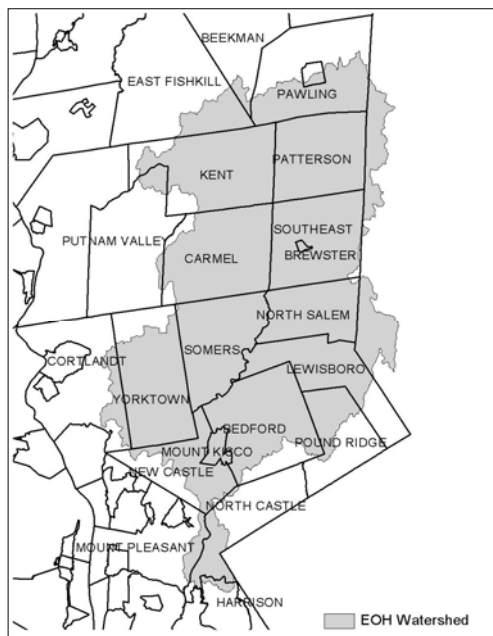 BEEKMAN
EAST FISHKILL
PAWLING
KENT
PATTERSON
PUTNAM VALLEY
SOUTHEAST
CARMEL
BREWSTER
NORTH SALEM
SOMERS
CORTLANDT
LEWISBORO
YORKTOWN
BEDFORD
POUND RIDGE
MOUNT KISCO
NEW CASTLE
NORTH CASTLE
MOUNT PLEASANT
HARRISON
EOH Watershed